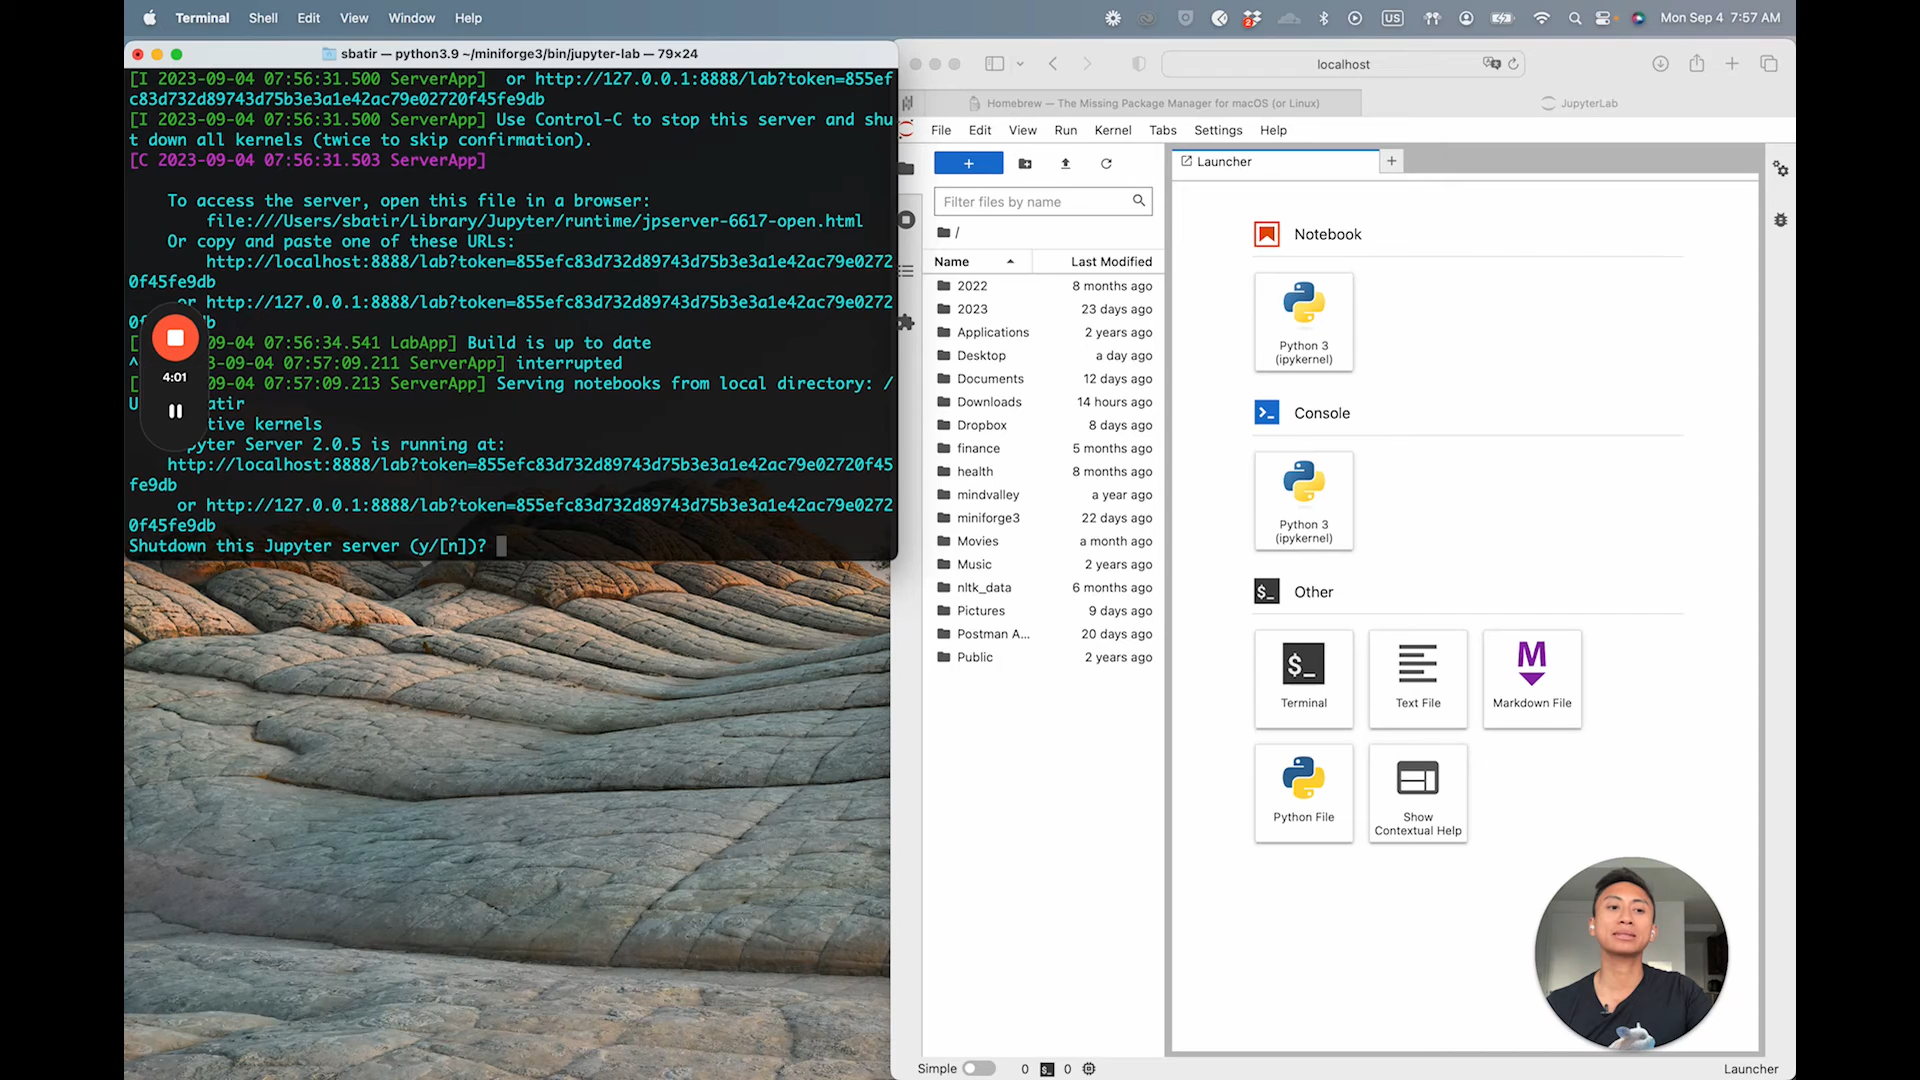 Terminal Shell Edit View Window Help
2 US Mon Sep 4 7:57 AM
sbatir — python3.9 ~/miniforge3/bin/jupyter-lab — 79×24
[I 2023-09-04 07:56:31.500 ServerApp]  or http://127.0.0.1:8888/lab?token=855ef
c83d732d89743d75b3e3a1e42ac79e02720f45fe9db
[I 2023-09-04 07:56:31.500 ServerApp] Use Control-C to stop this server and shu
t down all kernels (twice to skip confirmation).
[C 2023-09-04 07:56:31.503 ServerApp]
To access the server, open this file in a browser:
file:///Users/sbatir/Library/Jupyter/runtime/jpserver-6617-open.html
Or copy and paste one of these URLs:
http://localhost:8888/lab?token=855efc83d732d89743d75b3e3a1e42ac79e0272
0f45fe9db
or http://127.0.0.1:8888/lab?token=855efc83d732d89743d75b3e3a1e42ac79e0272
0f db
[ 09-04 07:56:34.541 LabApp] Build is up to date
^ 3-09-04 07:57:09.211 ServerApp] interrupted
[ 09-04 07:57:09.213 ServerApp] Serving notebooks from local directory: /
U atir
tive kernels
pyter Server 2.0.5 is running at:
http://localhost:8888/lab?token=855efc83d732d89743d75b3e3a1e42ac79e02720f45
fe9db
or http://127.0.0.1:8888/lab?token=855efc83d732d89743d75b3e3a1e42ac79e0272
0f45fe9db
Shutdown this Jupyter server (y/[n])?
4:01
localhost
Homebrew — The Missing Package Manager for macOS (or Linux)
JupyterLab
File Edit View Run Kernel Tabs Settings Help
+
Filter files by name
/
Name Last Modified
2022 8 months ago
2023 23 days ago
Applications 2 years ago
Desktop a day ago
Documents 12 days ago
Downloads 14 hours ago
Dropbox 8 days ago
finance 5 months ago
health 8 months ago
mindvalley a year ago
miniforge3 22 days ago
Movies a month ago
Music 2 years ago
nltk_data 6 months ago
Pictures 9 days ago
Postman A... 20 days ago
Public 2 years ago
Launcher +
Notebook
Python 3
(ipykernel)
>_ Console
Python 3
(ipykernel)
$_ Other
$_
Terminal
Text File
M
Markdown File
Python File
Show
Contextual Help
Simple 0 $_ 0 Launcher